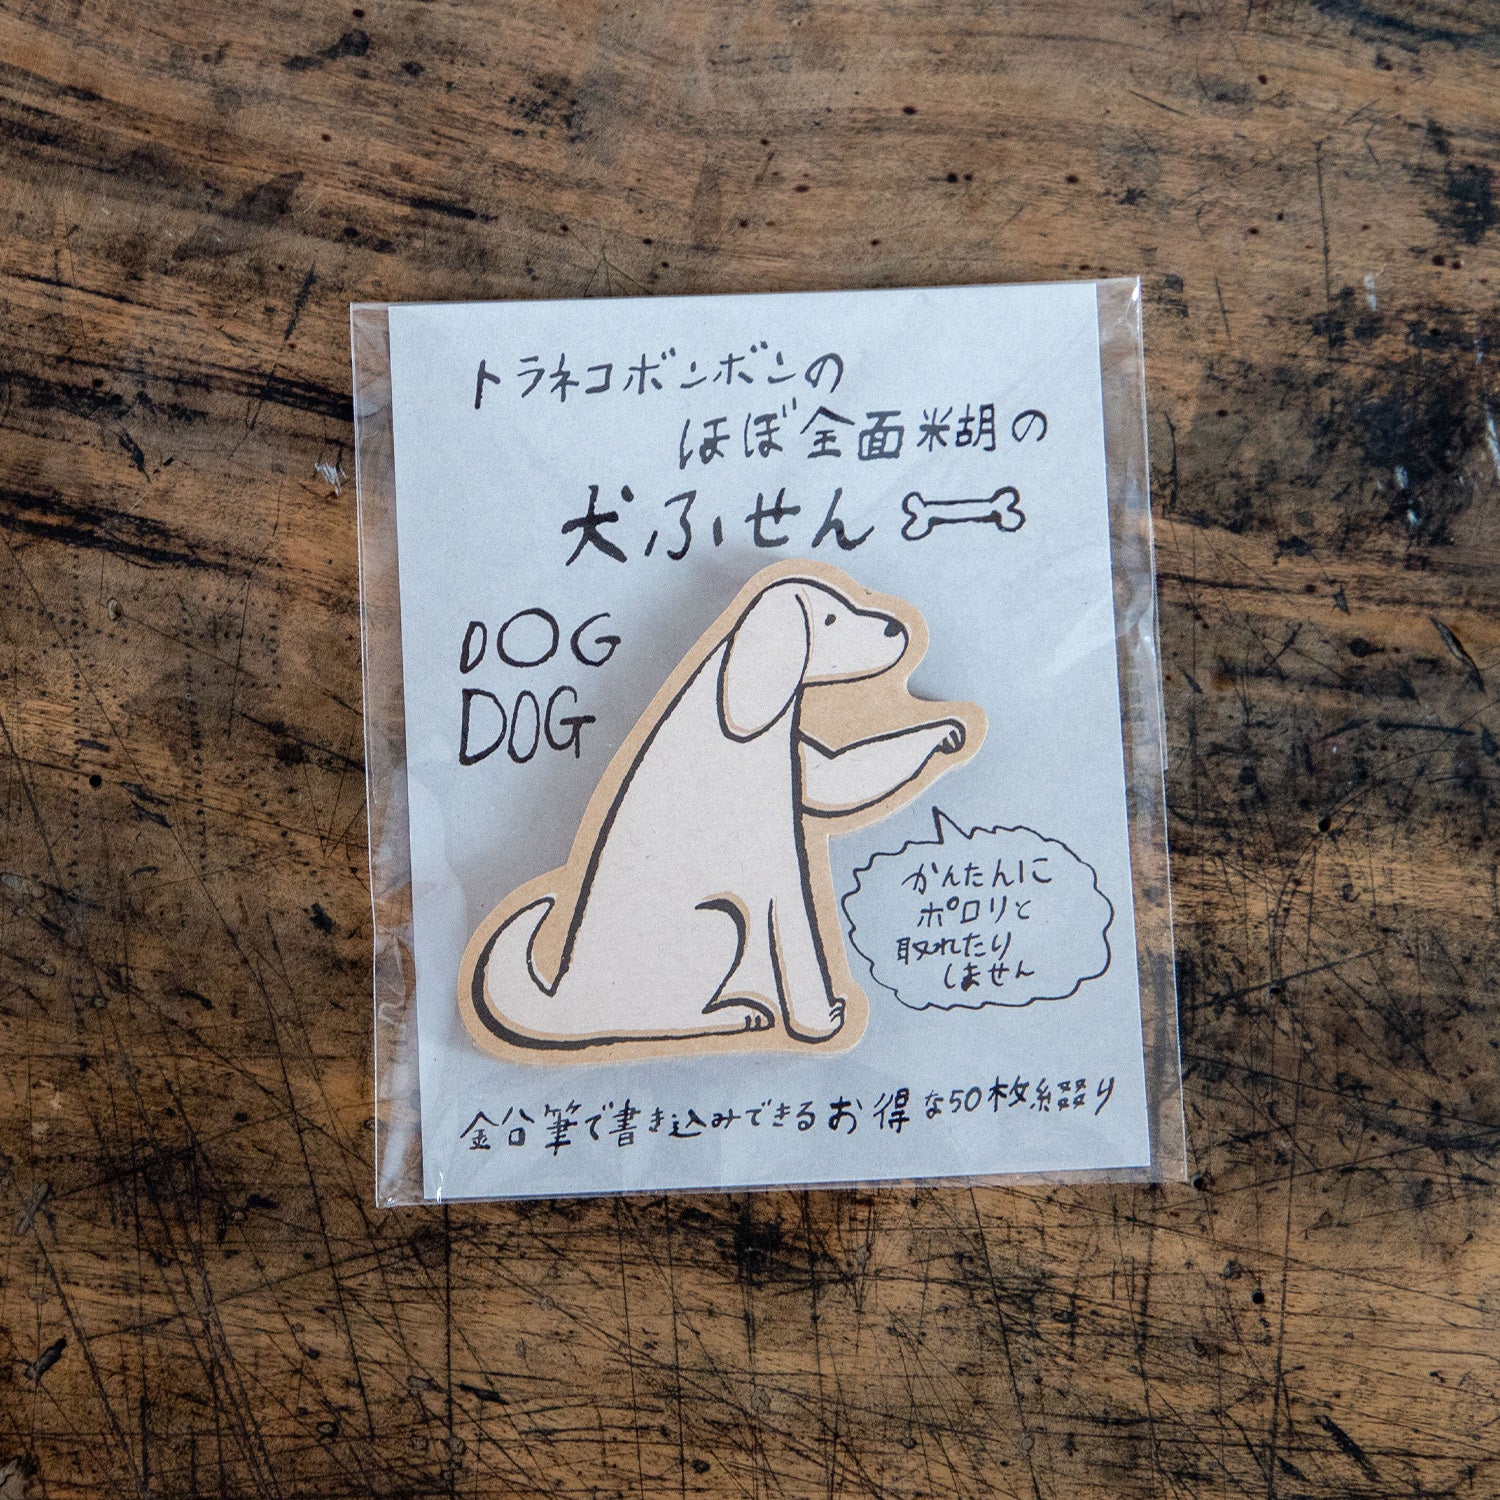 トラネコボンボンの
ほぼ全面米胡の
犬ふせん
DOG
DOG
かんたんに
ポロリと
取れたり
しません
鉛筆で書き込みできるお得な50枚綴り